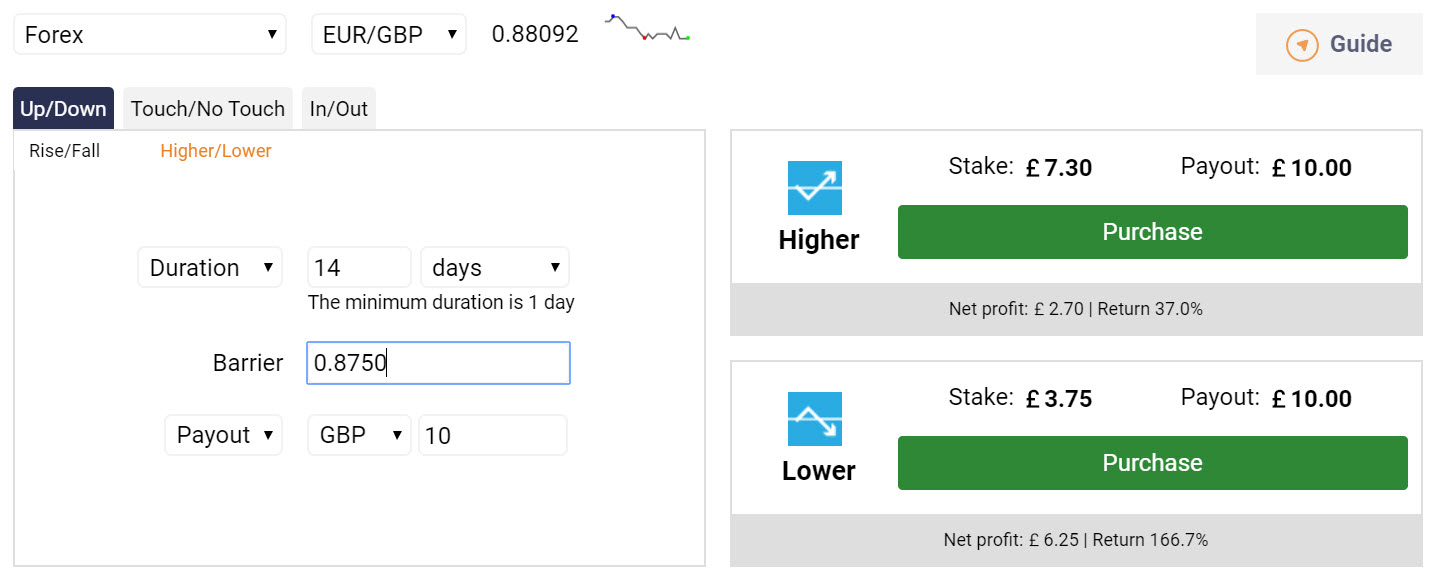 Forex EUR/GBP 0.88092
Guide
Up/Down Touch/No Touch In/Out
Rise/Fall Higher/Lower
Duration 14 days
The minimum duration is 1 day
Barrier 0.8750
Payout GBP 10
Stake: £ 7.30 Payout: £ 10.00
Purchase
Higher
Net profit: £ 2.70 | Return 37.0%
Stake: £ 3.75 Payout: £ 10.00
Purchase
Lower
Net profit: £ 6.25 | Return 166.7%